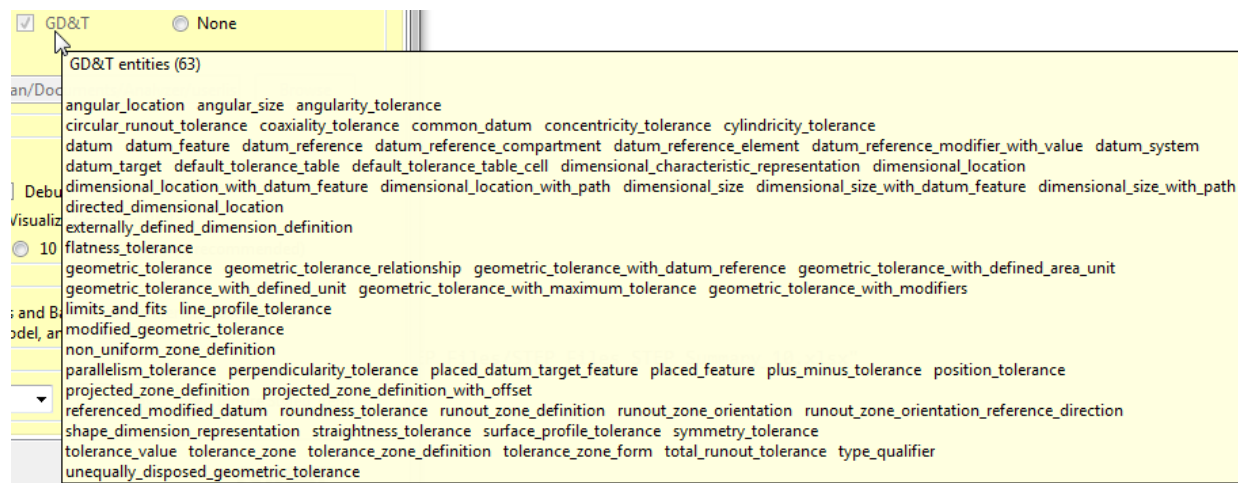 GD&T None
GD&T entities (63)
an/Doc
angular_location angular_size angularity_tolerance
circular_runout_tolerance coaxiality_tolerance common_datum concentricity_tolerance cylindricity_tolerance
datum datum_feature datum_reference datum_reference_compartment datum_reference_element datum_reference_modifier_with_value datum_system
datum_target default_tolerance_table default_tolerance_table_cell dimensional_characteristic_representation dimensional_location
dimensional_location_with_datum_feature dimensional_location_with_path dimensional_size dimensional_size_with_datum_feature dimensional_size_with_path
Debu
directed_dimensional_location
Visualiz
externally_defined_dimension_definition
10
flatness_tolerance
geometric_tolerance geometric_tolerance_relationship geometric_tolerance_with_datum_reference geometric_tolerance_with_defined_area_unit
geometric_tolerance_with_defined_unit geometric_tolerance_with_maximum_tolerance geometric_tolerance_with_modifiers
s and Ba
limits_and_fits line_profile_tolerance
odel, an
modified_geometric_tolerance
non_uniform_zone_definition
parallelism_tolerance perpendicularity_tolerance placed_datum_target_feature placed_feature plus_minus_tolerance position_tolerance
projected_zone_definition projected_zone_definition_with_offset
referenced_modified_datum roundness_tolerance runout_zone_definition runout_zone_orientation runout_zone_orientation_reference_direction
shape_dimension_representation straightness_tolerance surface_profile_tolerance symmetry_tolerance
tolerance_value tolerance_zone tolerance_zone_definition tolerance_zone_form total_runout_tolerance type_qualifier
unequally_disposed_geometric_tolerance